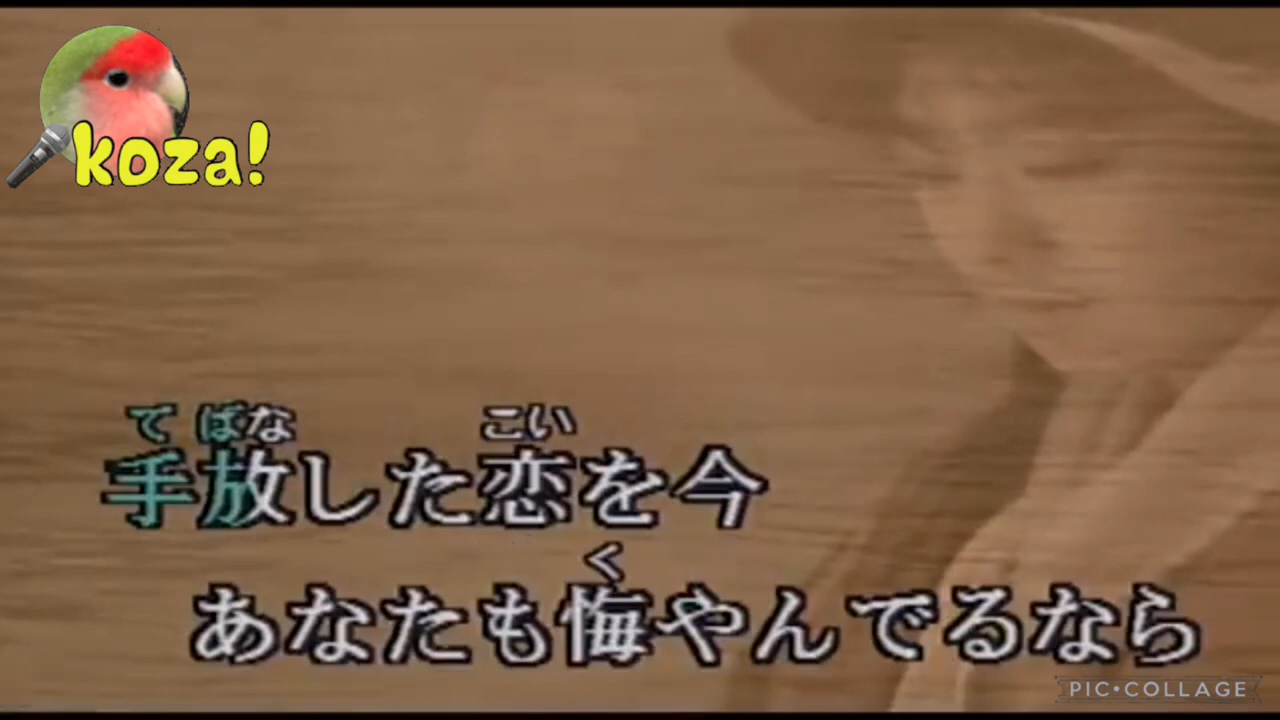 koza!
て ばな こい
手放した恋を今
く
あなたも悔やんでるなら
PIC•COLLAGE